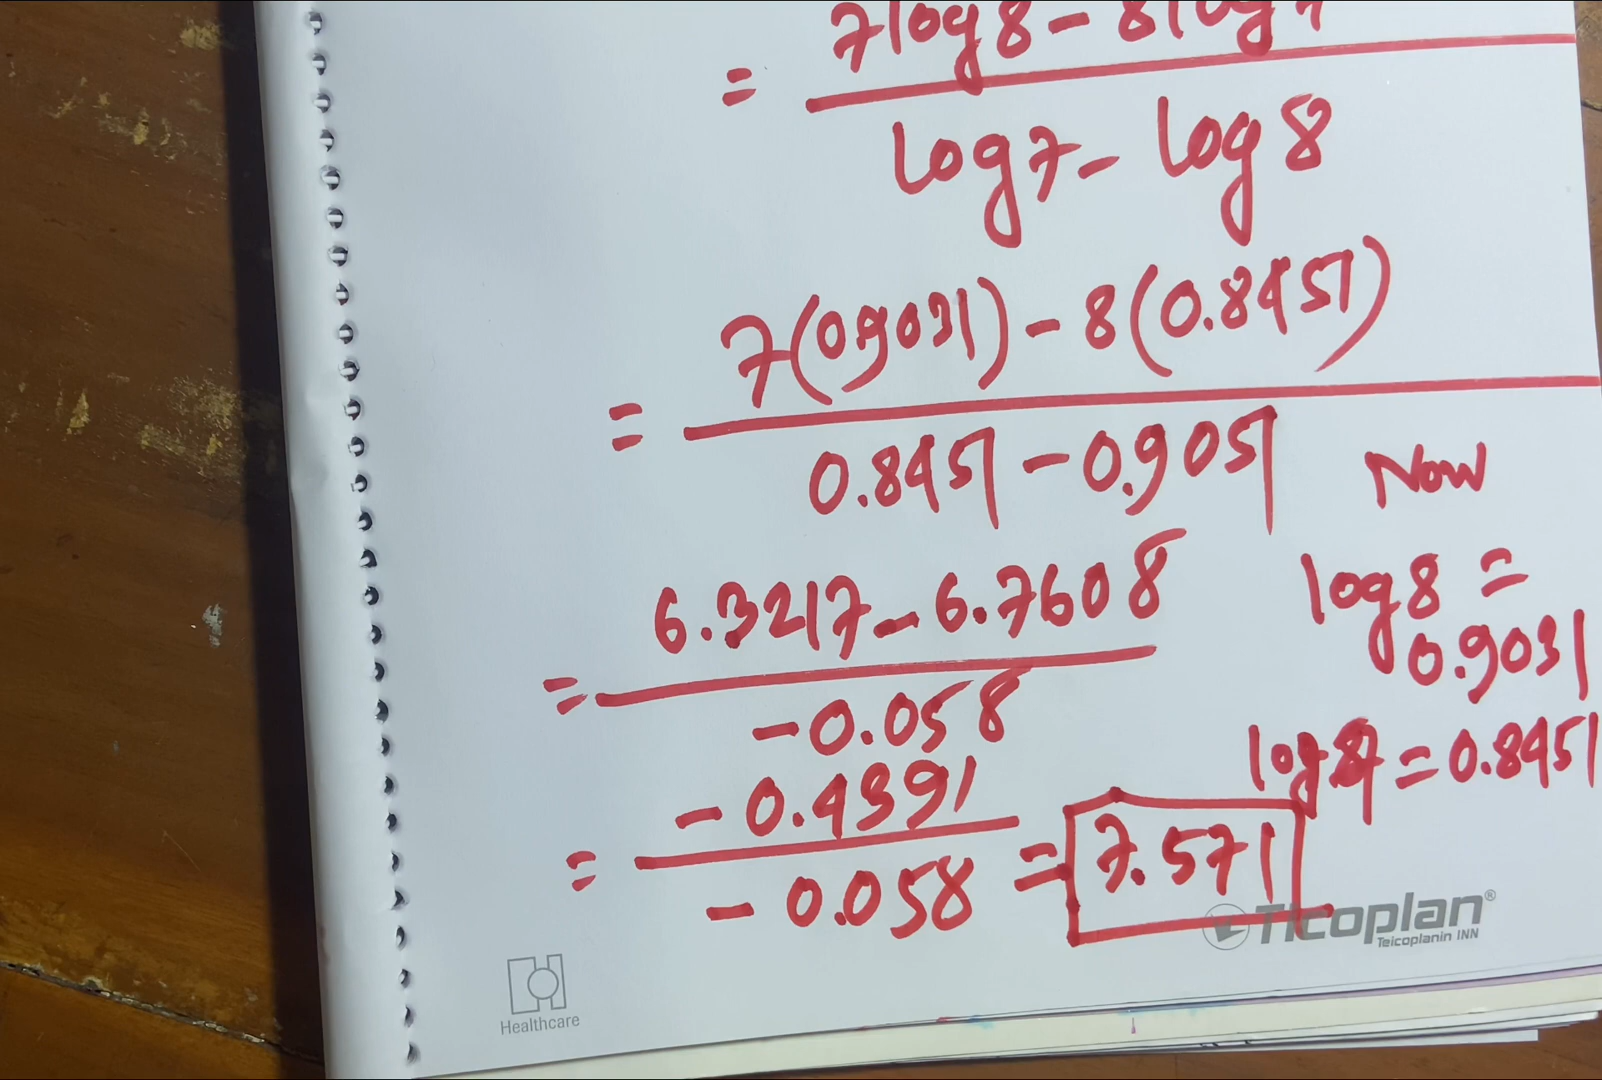 = 7log8 - 8log7
log7 - log8
= 7(0.9031) - 8(0.8451)
0.8451 - 0.9051
Now
= 6.3217 - 6.7608
-0.058
log8 =
0.9031
log7 = 0.8451
= -0.4391
-0.058
= 7.571
Ticoplan®
Teicoplanin INN
Healthcare